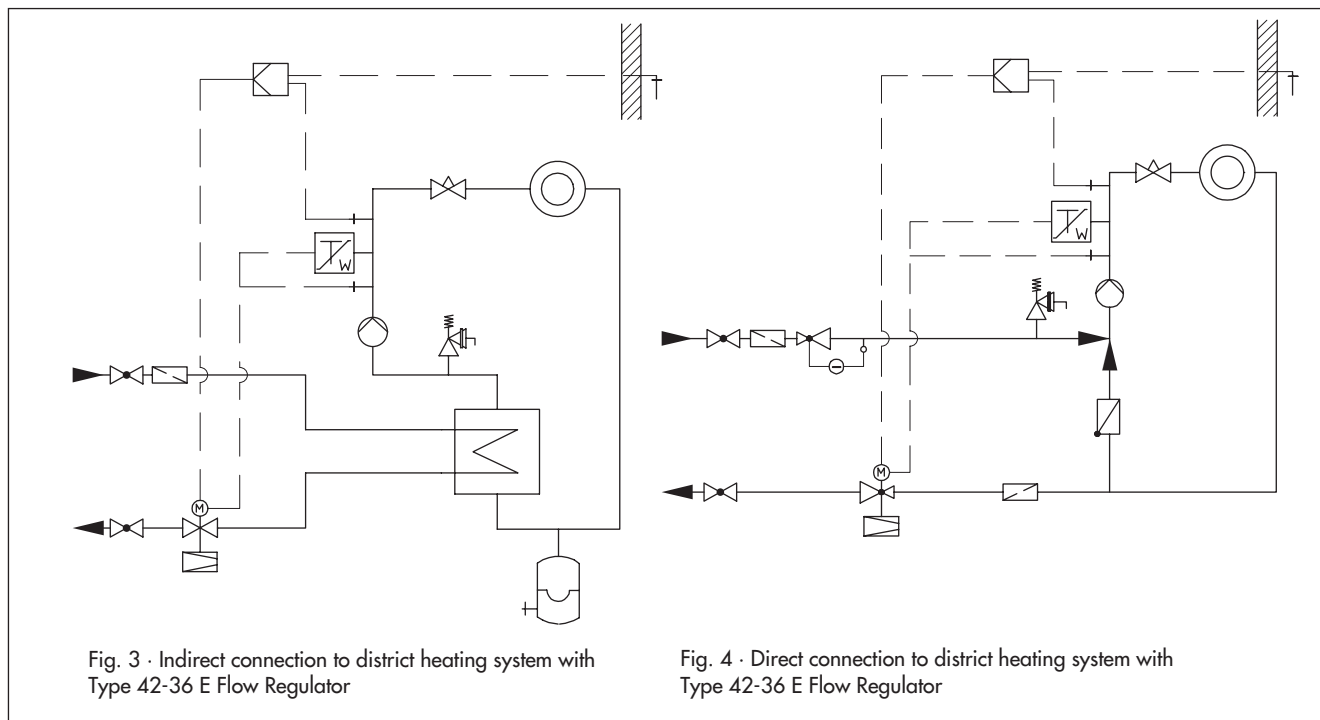 W
M
Fig. 3 · Indirect connection to district heating system with
Type 42-36 E Flow Regulator
W
M
Fig. 4 · Direct connection to district heating system with
Type 42-36 E Flow Regulator